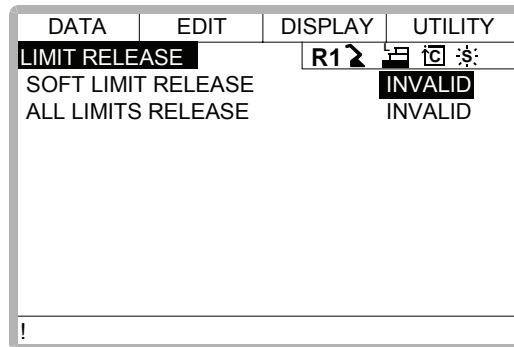 DATA EDIT DISPLAY UTILITY
LIMIT RELEASE R1 C S
SOFT LIMIT RELEASE INVALID
ALL LIMITS RELEASE INVALID
!